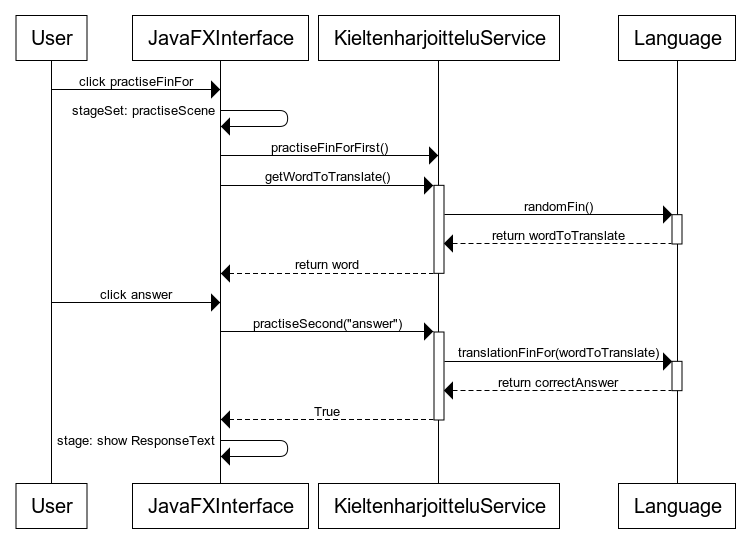 User JavaFXInterface KieltenharjoitteluService Language
click practiseFinFor
stageSet: practiseScene
practiseFinForFirst()
getWordToTranslate()
randomFin()
return wordToTranslate
return word
click answer
practiseSecond("answer")
translationFinFor(wordToTranslate)
return correctAnswer
True
stage: show ResponseText
User JavaFXInterface KieltenharjoitteluService Language